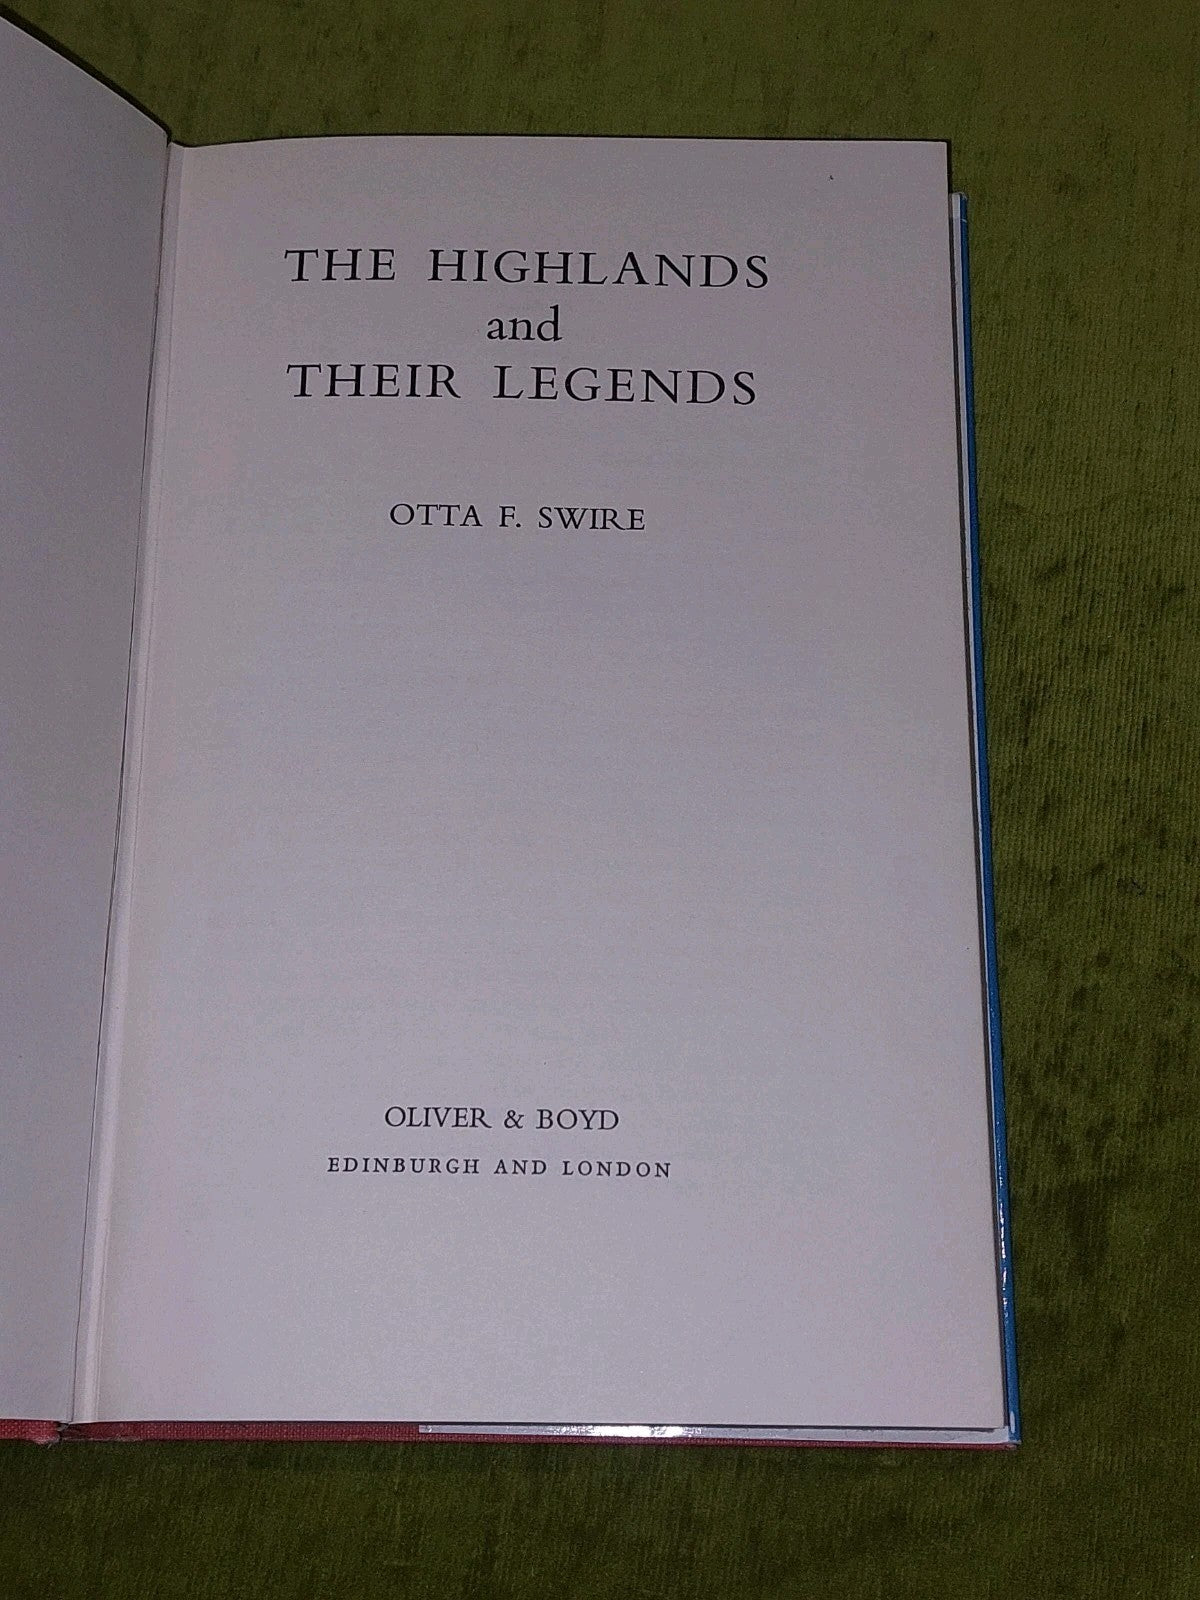 THE HIGHLANDS
and
THEIR LEGENDS
OTTA F. SWIRE
OLIVER & BOYD
EDINBURGH AND LONDON